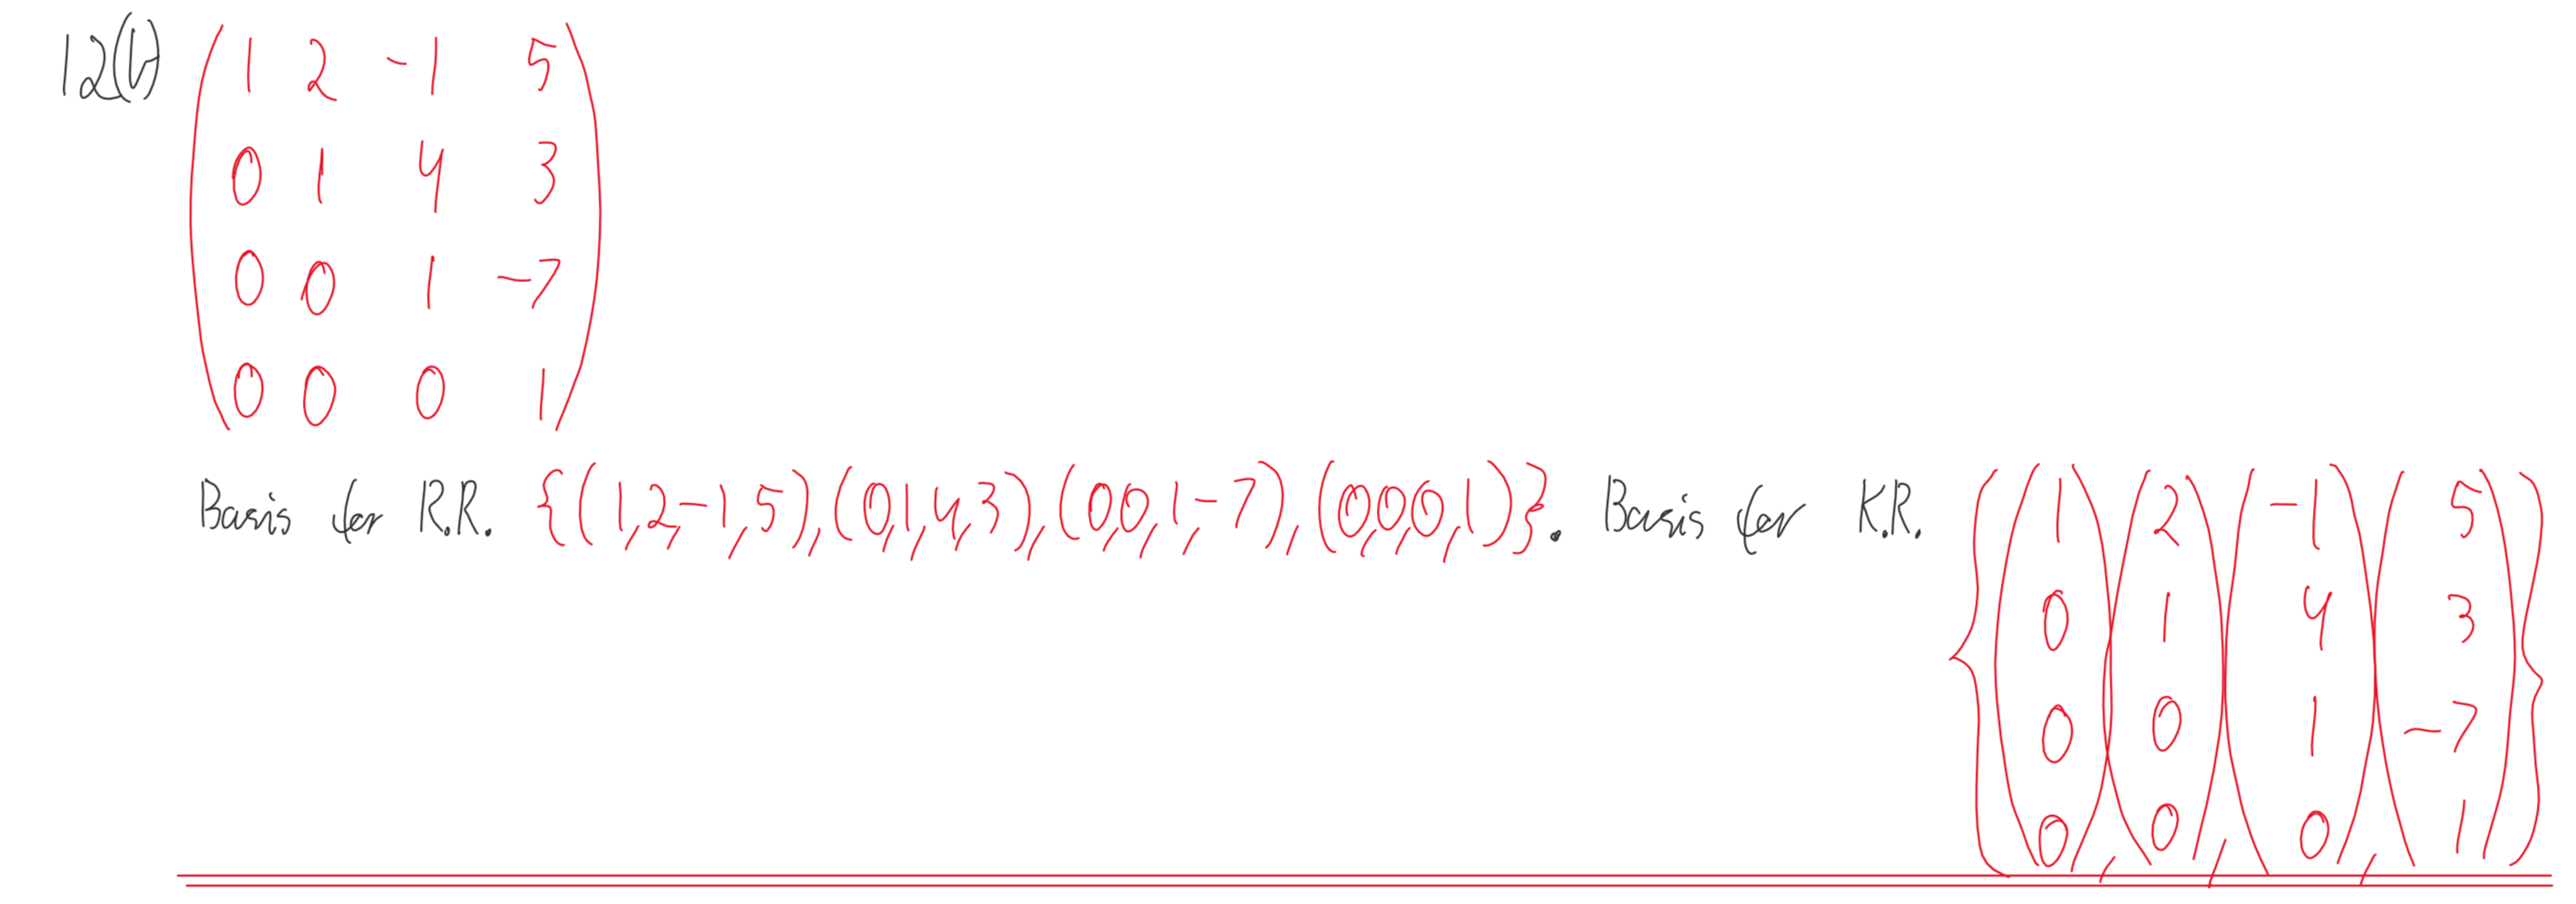 12(b) ( 1 2 -1 5
0 1 4 3
0 0 1 -7
0 0 0 1 )
Basis for R.R. {(1,2,-1,5),(0,1,4,3),(0,0,1,-7),(0,0,0,1)}. Basis for K.R. {( 1 ) ( 2 ) ( -1 ) ( 5 )}
0 1 4 3
0 0 1 -7
0 , 0 , 0 , 1